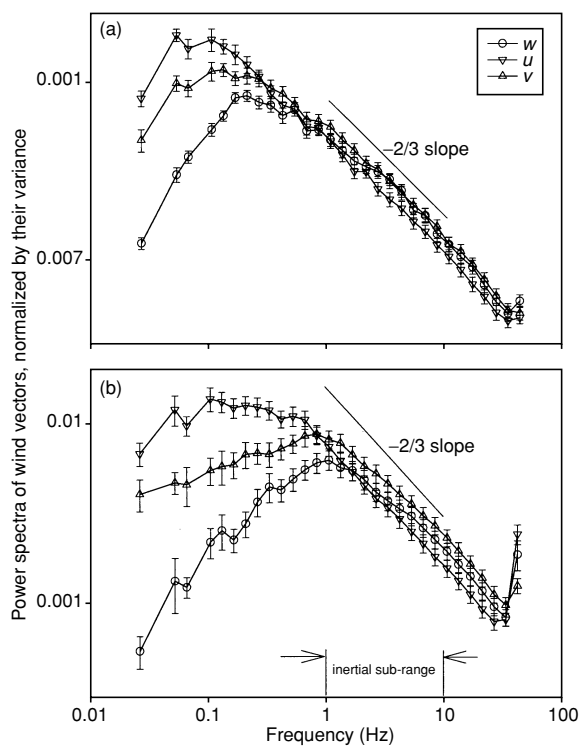 (a)
w
u
v
0.001
−2/3 slope
0.007
Power spectra of wind vectors, normalized by their variance
(b)
0.01
−2/3 slope
0.001
inertial sub-range
0.01
0.1
1
10
100
Frequency (Hz)